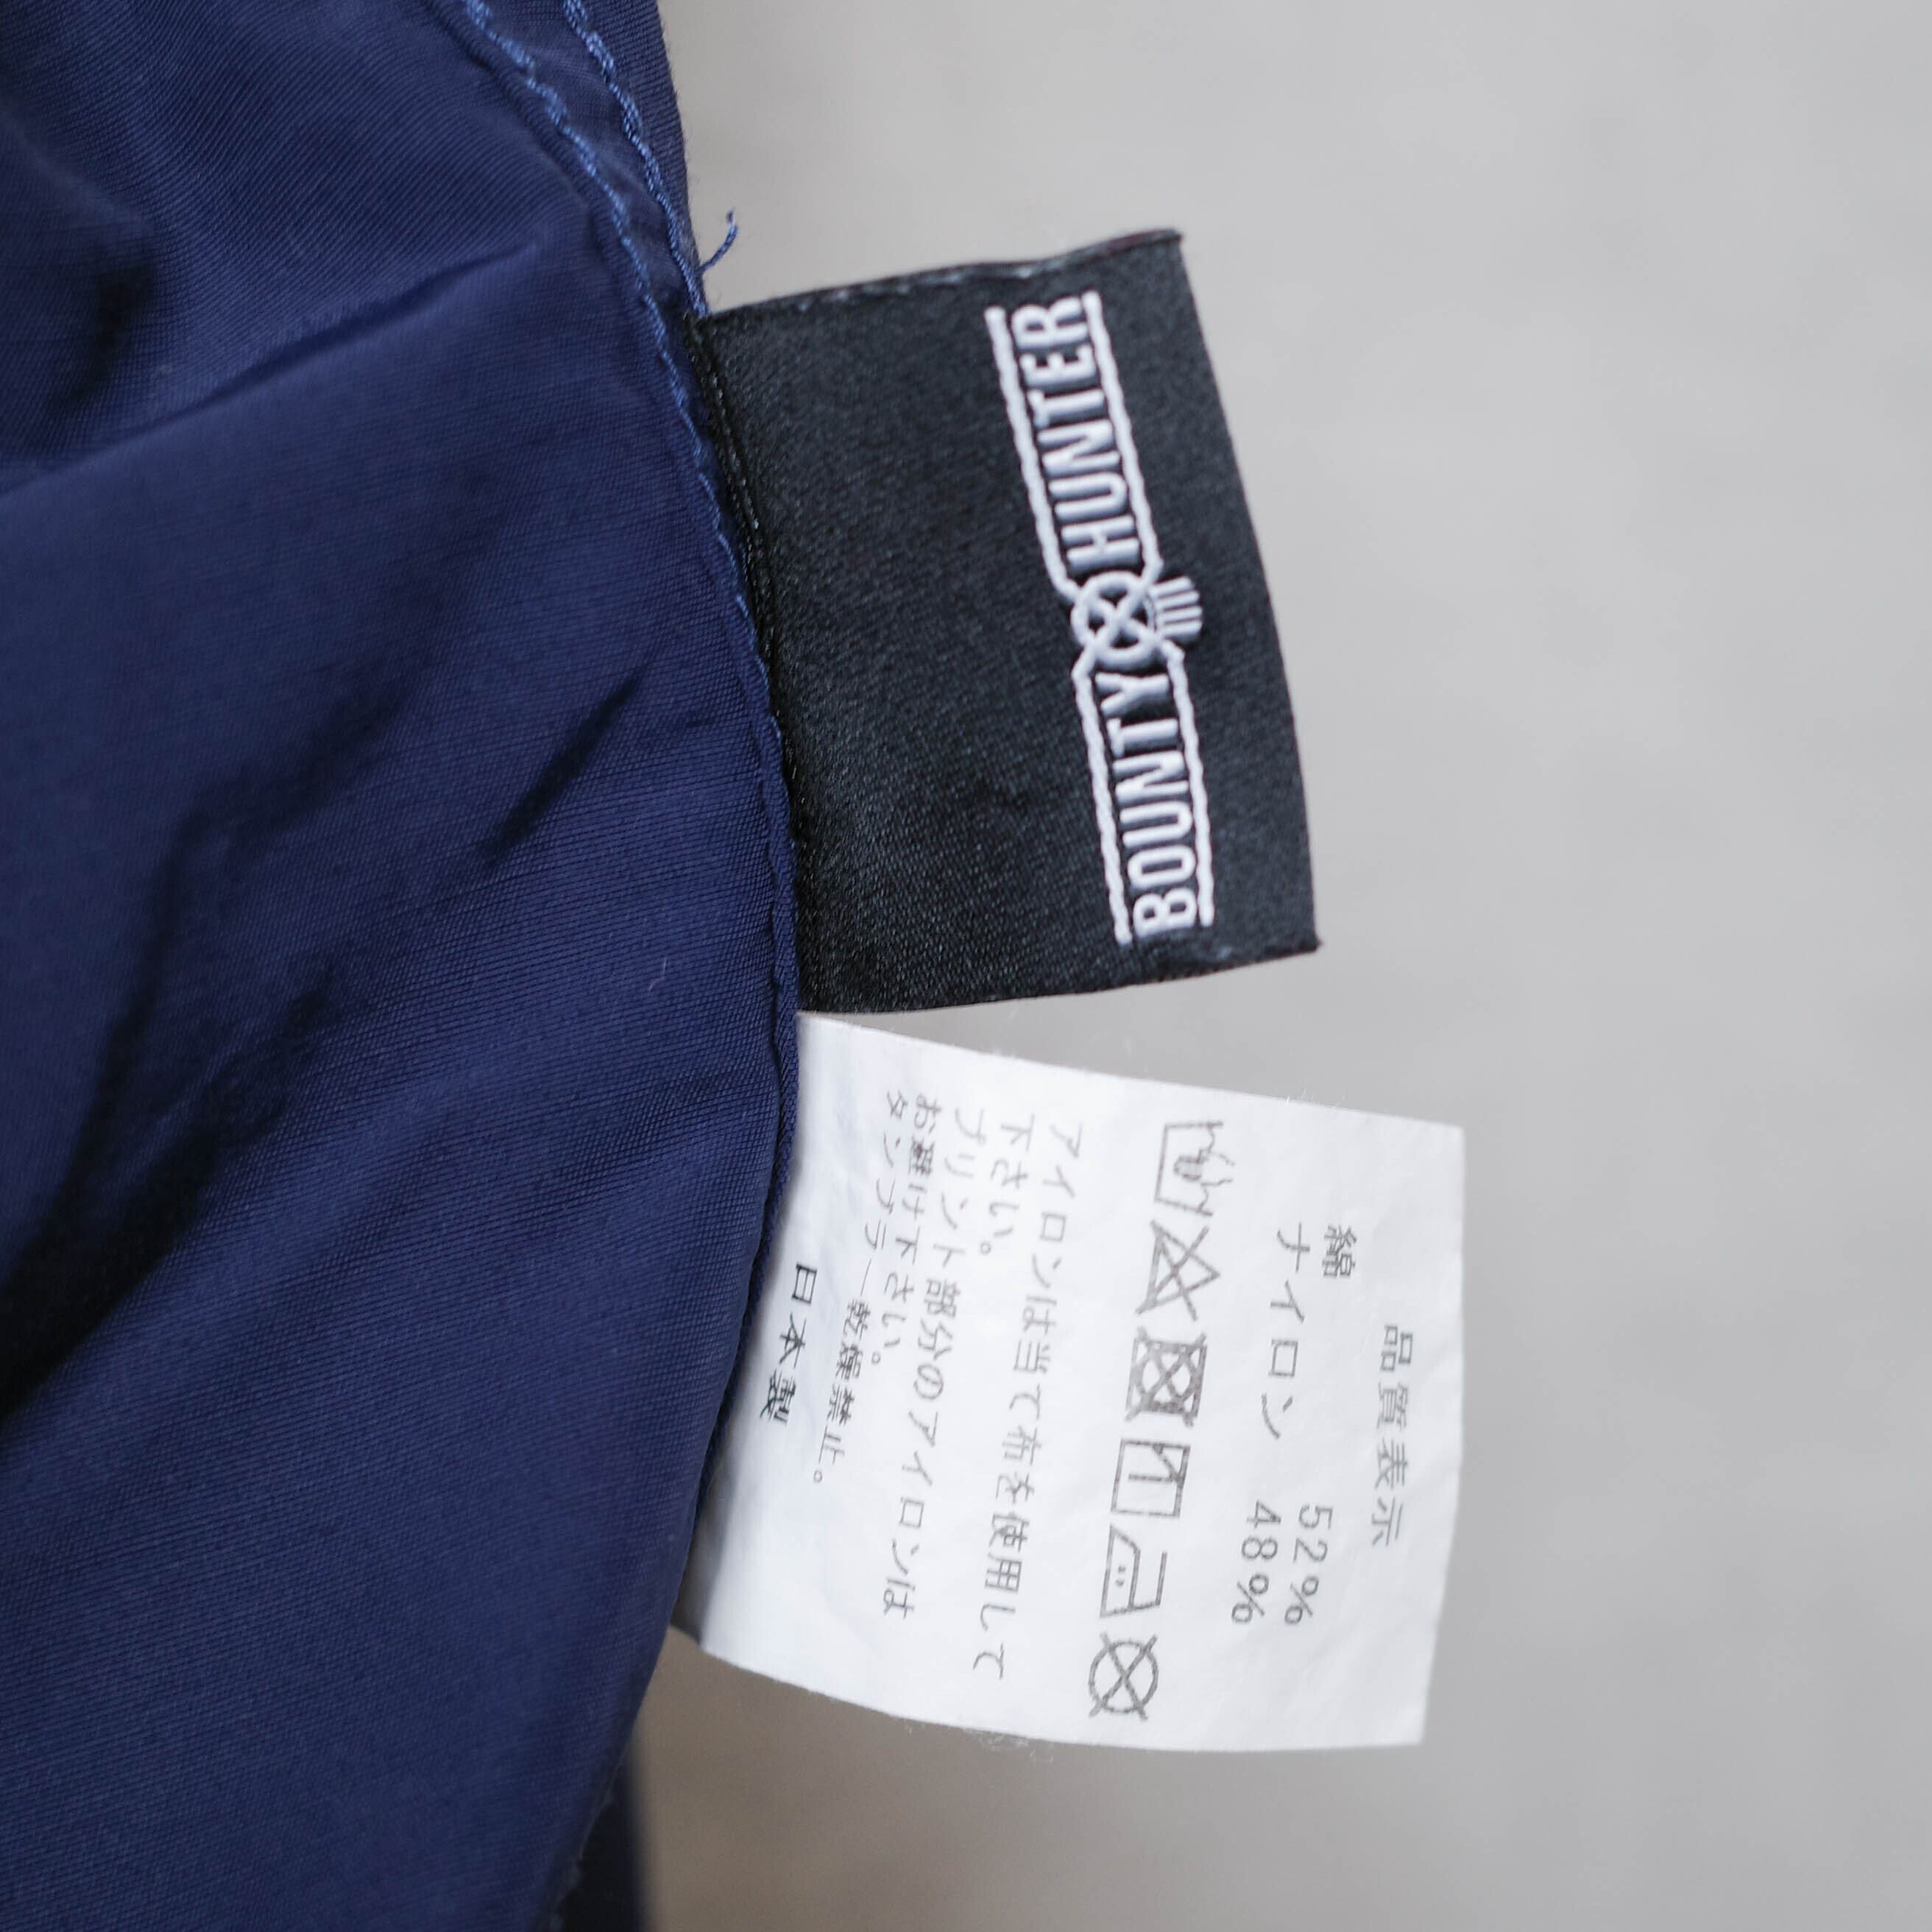 BOUNTY HUNTER
品質表示
綿 52%
ナイロン 48%
アイロンは当て布を使用して
下さい。
プリント部分のアイロンは
お避け下さい。
タンブラー乾燥禁止。
日本製